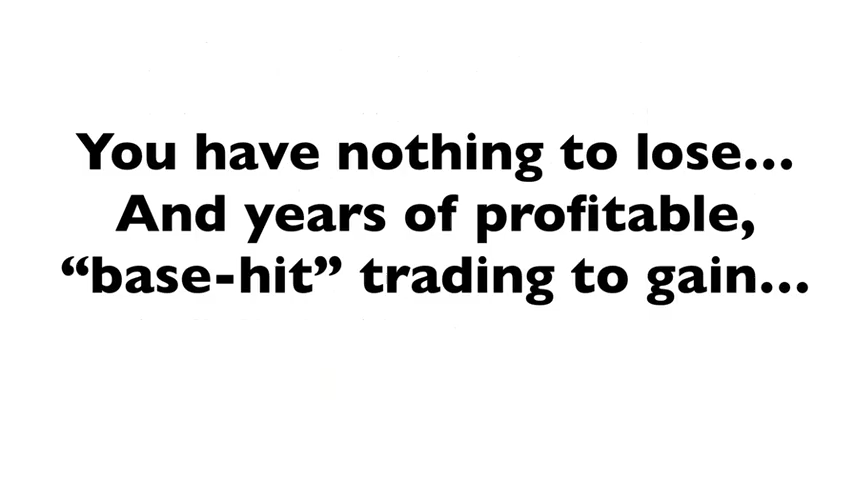 You have nothing to lose...
And years of profitable,
“base-hit” trading to gain...